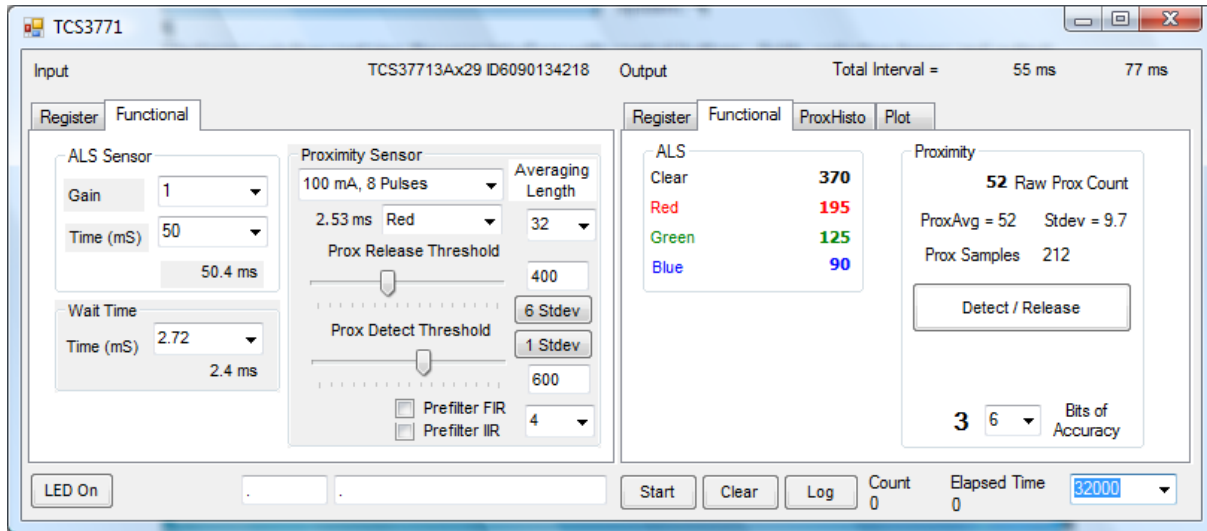 TCS3771
Input
TCS37713Ax29 ID6090134218
Output
Total Interval =
55 ms
77 ms
Register
Functional
ALS Sensor
Gain
1
Time (mS)
50
50.4 ms
Wait Time
Time (mS)
2.72
2.4 ms
Proximity Sensor
100 mA, 8 Pulses
Averaging
Length
2.53 ms
Red
32
Prox Release Threshold
400
6 Stdev
Prox Detect Threshold
1 Stdev
600
Prefilter FIR
Prefilter IIR
4
Register
Functional
ProxHisto
Plot
ALS
Clear 370
Red 195
Green 125
Blue 90
Proximity
52 Raw Prox Count
ProxAvg = 52
Stdev = 9.7
Prox Samples 212
Detect / Release
3
6
Bits of
Accuracy
LED On
.
.
Start
Clear
Log
Count
0
Elapsed Time
0
32000